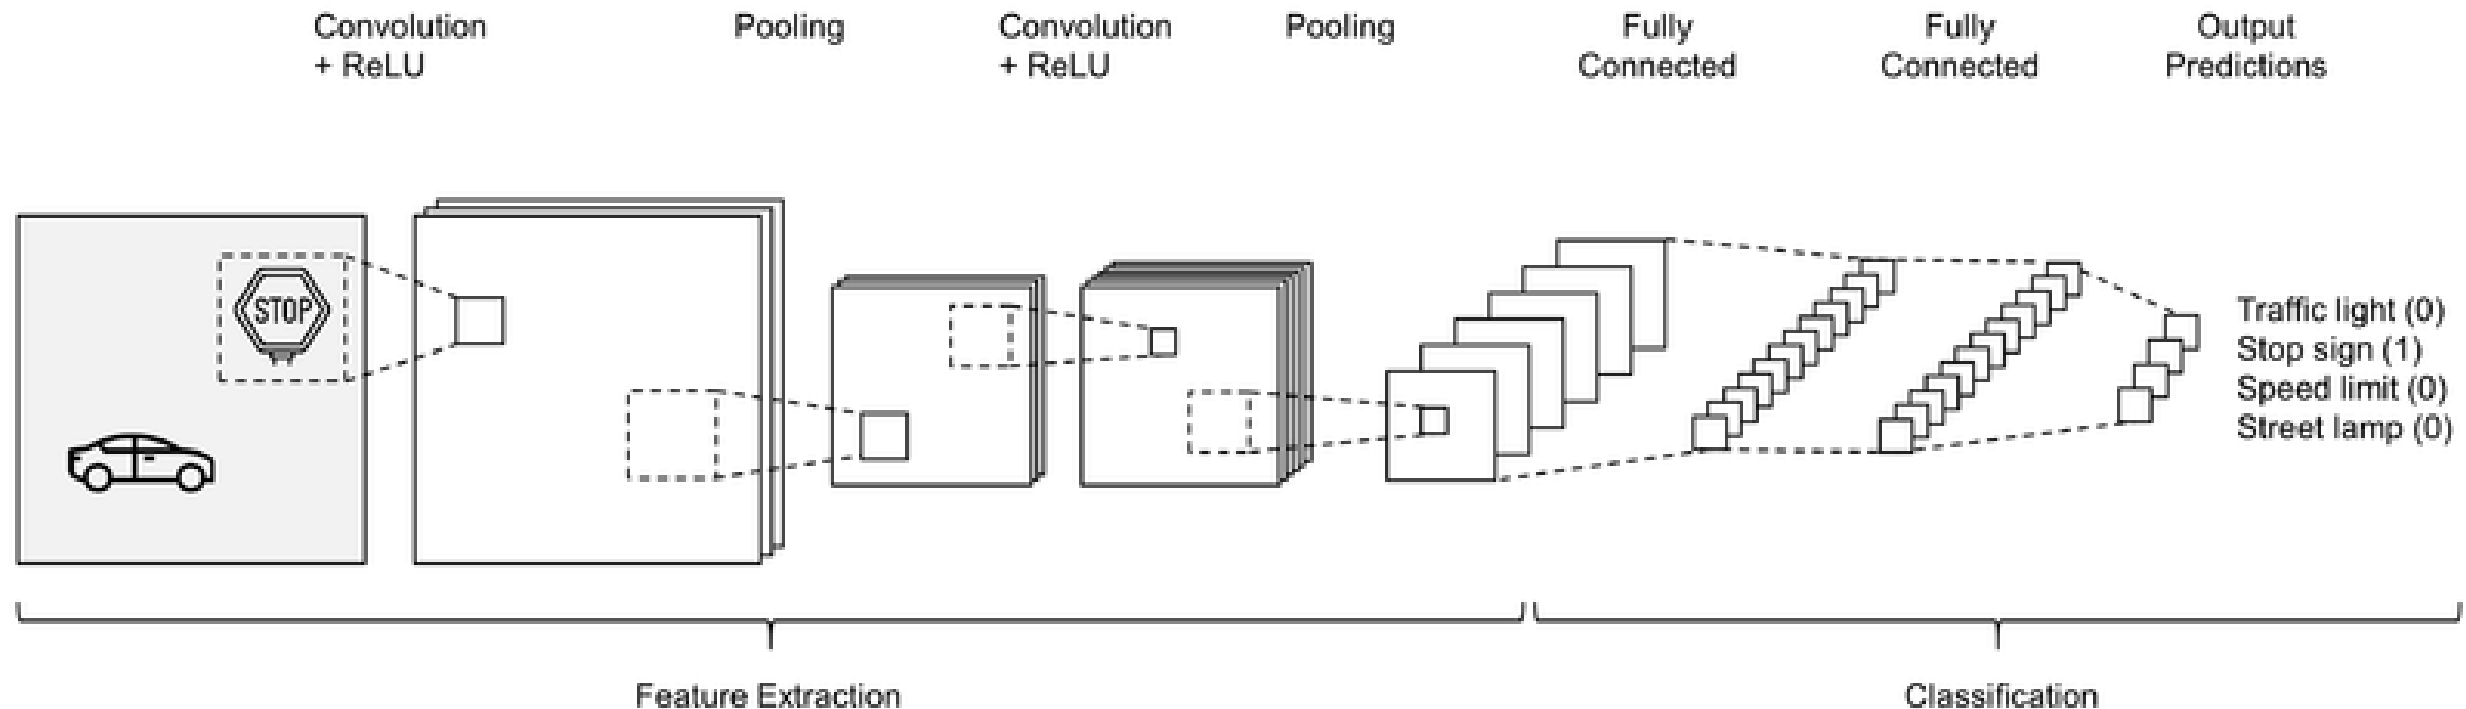 Convolution
+ ReLU
Pooling
Convolution
+ ReLU
Pooling
Fully
Connected
Fully
Connected
Output
Predictions
STOP
Traffic light (0)
Stop sign (1)
Speed limit (0)
Street lamp (0)
Feature Extraction
Classification